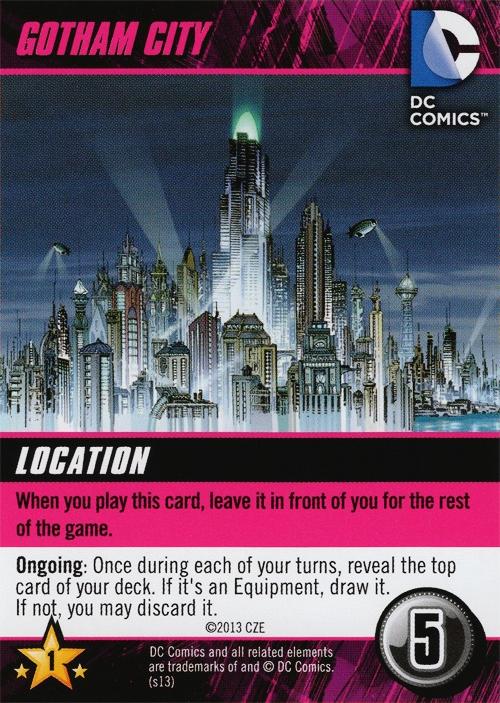 GOTHAM CITY
DC
DC
COMICS™
LOCATION
When you play this card, leave it in front of you for the rest
of the game.
Ongoing: Once during each of your turns, reveal the top
card of your deck. If it's an Equipment, draw it.
If not, you may discard it.
©2013 CZE
1
DC Comics and all related elements
are trademarks of and © DC Comics.
(s13)
5